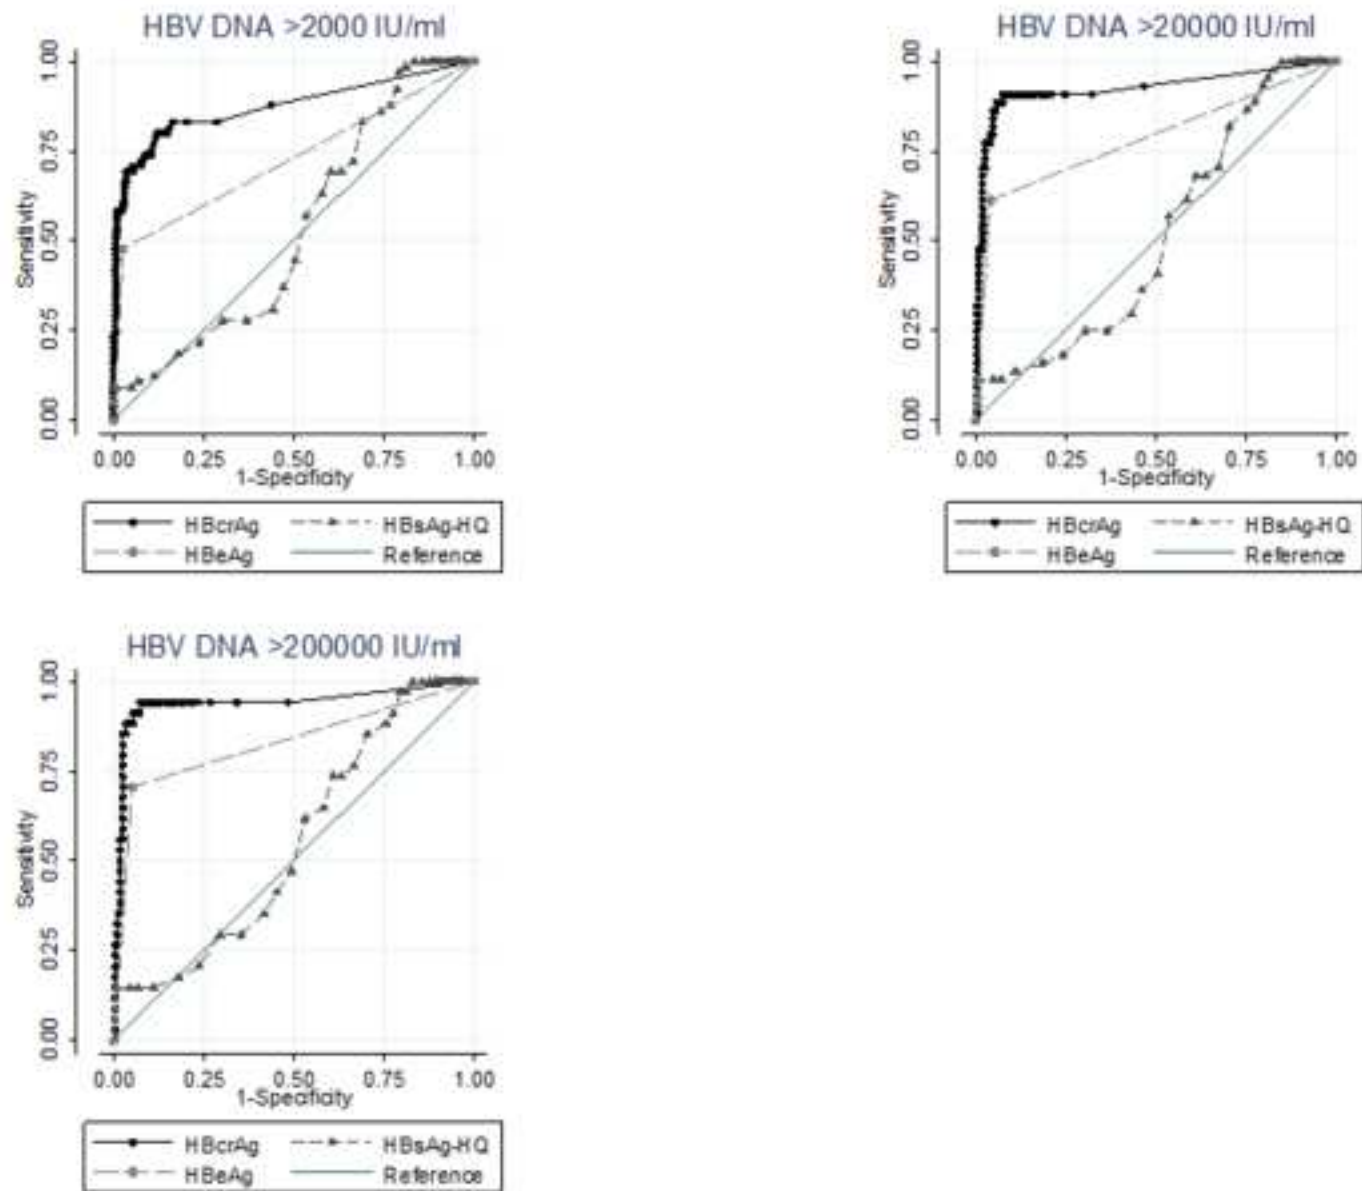 HBV DNA >2000 IU/ml
Sensitivity
1.00
0.75
0.50
0.25
0.00
0.00 0.25 0.50 0.75 1.00
1-Specificity
HBcrAg HBsAg-HQ
HBeAg Reference
HBV DNA >20000 IU/ml
Sensitivity
1.00
0.75
0.50
0.25
0.00
0.00 0.25 0.50 0.75 1.00
1-Specificity
HBcrAg HBsAg-HQ
HBeAg Reference
HBV DNA >200000 IU/ml
Sensitivity
1.00
0.75
0.50
0.25
0.00
0.00 0.25 0.50 0.75 1.00
1-Specificity
HBcrAg HBsAg-HQ
HBeAg Reference